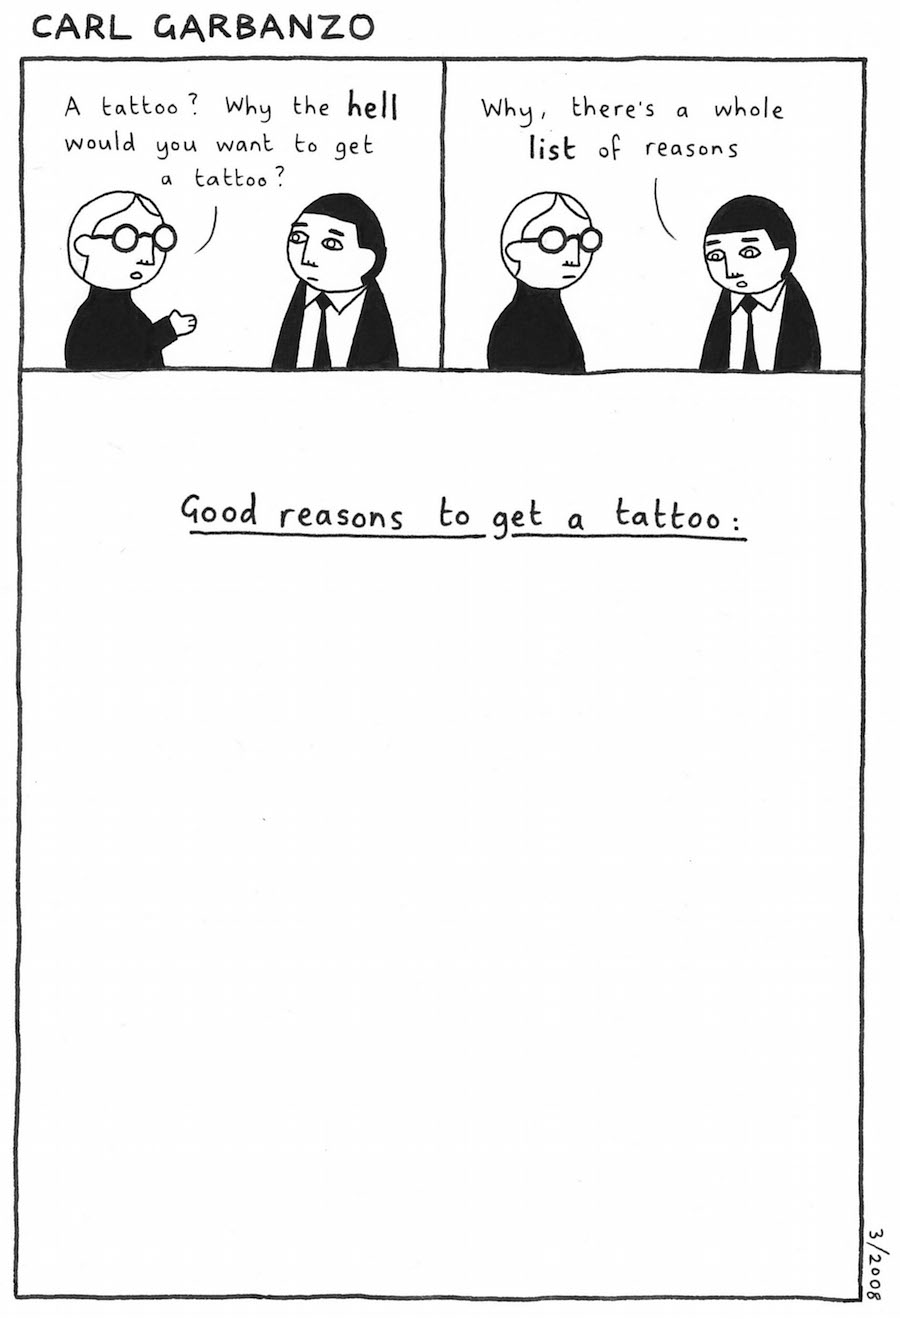 CARL GARBANZO
A tattoo? Why the hell
would you want to get
a tattoo?
Why, there's a whole
list of reasons
Good reasons to get a tattoo:
3/2008